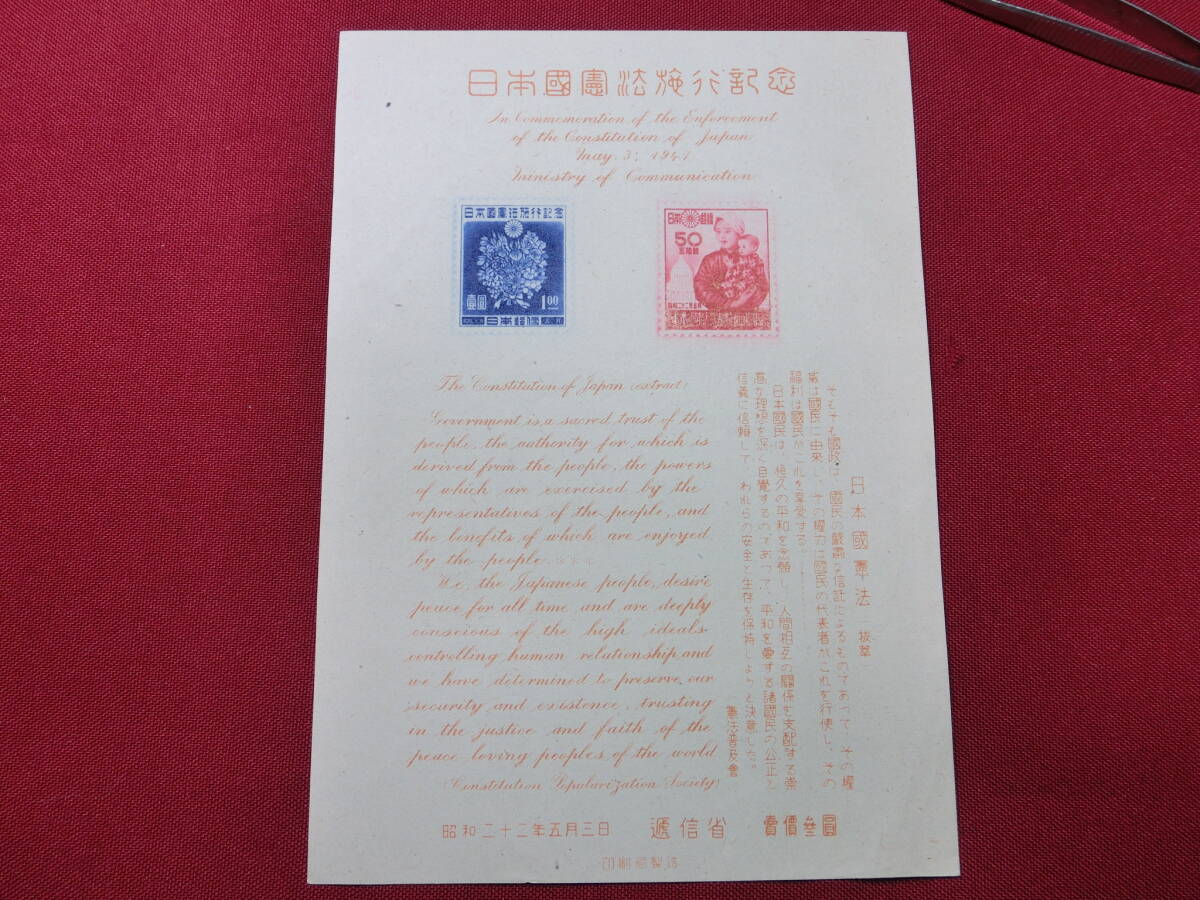 日本國憲法施行記念
In Commemoration of the Enforcement
of the Constitution of Japan
May. 3; 1947
Ministry of Communication
日本國憲法施行記念
壹圓
1.00
日本郵便
日本郵便
50
五拾錢
The Constitution of Japan (extract)
Government is, a sacred trust of the
people, the authority for which is
derived from the people, the powers
of which are exercised by the
representatives of the people, and
the benefits of which are enjoyed
by the people.
We, the Japanese people, desire
peace for all time and are deeply
conscious of the high ideals
controlling human relationship, and
we have determined to preserve our
security and existence, trusting
in the justice and faith of the
peace loving peoples of the world
(Constitution Popularization Society)
日本國憲法 拔萃
そもそも國政は、國民の嚴肅な信託によるものであつて、その權
威は國民に由來し、その權力は國民の代表者がこれを行使し、その
福利は國民がこれを享受する。
日本國民は、恒久の平和を念願し、人間相互の關係を支配する崇
高な理想を深く自覺するのであつて、平和を愛する諸國民の公正と
信義に信賴して、われらの安全と生存を保持しようと決意した。
憲法普及會
昭和二十二年五月三日 遞信省 賣價參圓
印刷局製造